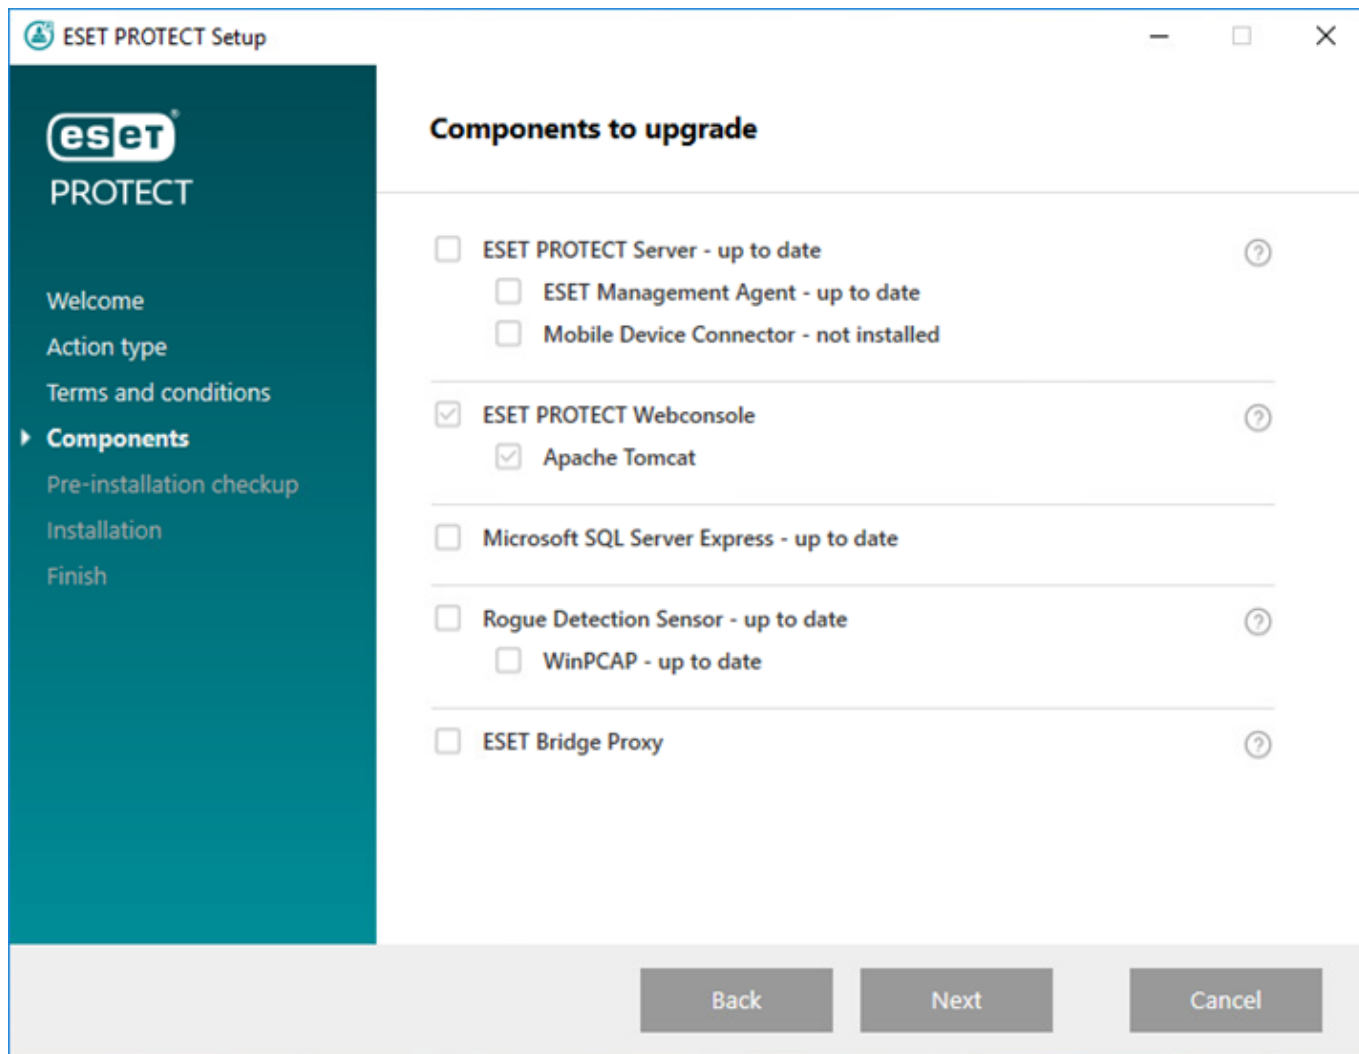 ESET PROTECT Setup
eset®
PROTECT
Welcome
Action type
Terms and conditions
Components
Pre-installation checkup
Installation
Finish
Components to upgrade
ESET PROTECT Server - up to date
ESET Management Agent - up to date
Mobile Device Connector - not installed
ESET PROTECT Webconsole
Apache Tomcat
Microsoft SQL Server Express - up to date
Rogue Detection Sensor - up to date
WinPCAP - up to date
ESET Bridge Proxy
Back
Next
Cancel